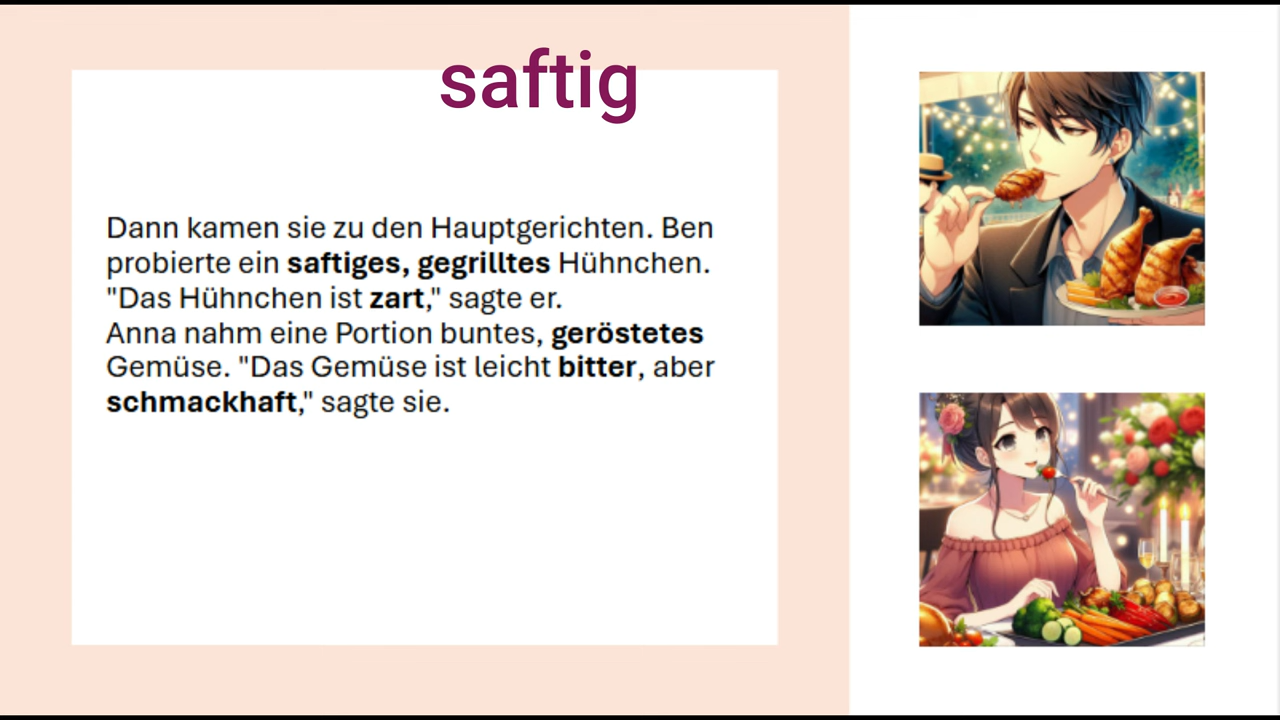 saftig
Dann kamen sie zu den Hauptgerichten. Ben
probierte ein saftiges, gegrilltes Hühnchen.
"Das Hühnchen ist zart," sagte er.
Anna nahm eine Portion buntes, geröstetes
Gemüse. "Das Gemüse ist leicht bitter, aber
schmackhaft," sagte sie.